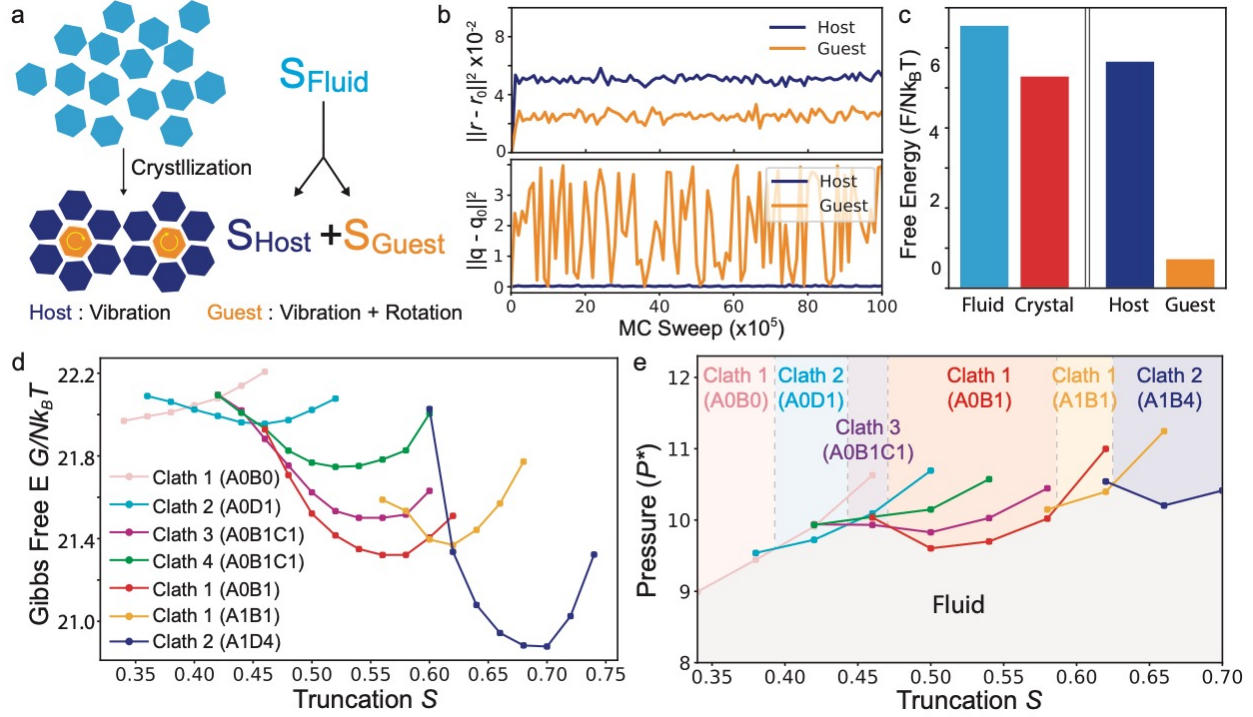 a
S_Fluid
Crystllization
S_Host + S_Guest
Host : Vibration
Guest : Vibration + Rotation
b
||r - r₀||² x10⁻²
8
6
4
2
0
Host
Guest
||q - q₀||²
3
2
1
0
Host
Guest
0 20 40 60 80 100
MC Sweep (x10⁵)
c
Free Energy (F/Nk_BT)
6
4
2
0
Fluid Crystal Host Guest
d
Gibbs Free E G/Nk_BT
22.2
21.8
21.4
21.0
Clath 1 (A0B0)
Clath 2 (A0D1)
Clath 3 (A0B1C1)
Clath 4 (A0B1C1)
Clath 1 (A0B1)
Clath 1 (A1B1)
Clath 2 (A1D4)
0.35 0.40 0.45 0.50 0.55 0.60 0.65 0.70 0.75
Truncation S
e
Pressure (P*)
12
11
10
9
8
Clath 1
(A0B0)
Clath 2
(A0D1)
Clath 3
(A0B1C1)
Clath 1
(A0B1)
Clath 1
(A1B1)
Clath 2
(A1B4)
Fluid
0.35 0.40 0.45 0.50 0.55 0.60 0.65 0.70
Truncation S